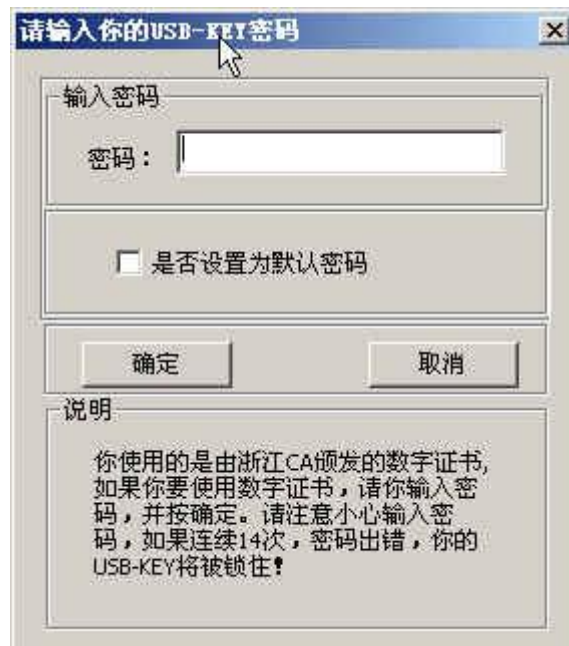 请输入你的USB-KEY密码
输入密码
密码：
是否设置为默认密码
确定
取消
说明
你使用的是由浙江CA颁发的数字证书,
如果你要使用数字证书，请你输入密
码，并按确定。请注意小心输入密
码，如果连续14次，密码出错，你的
USB-KEY将被锁住！